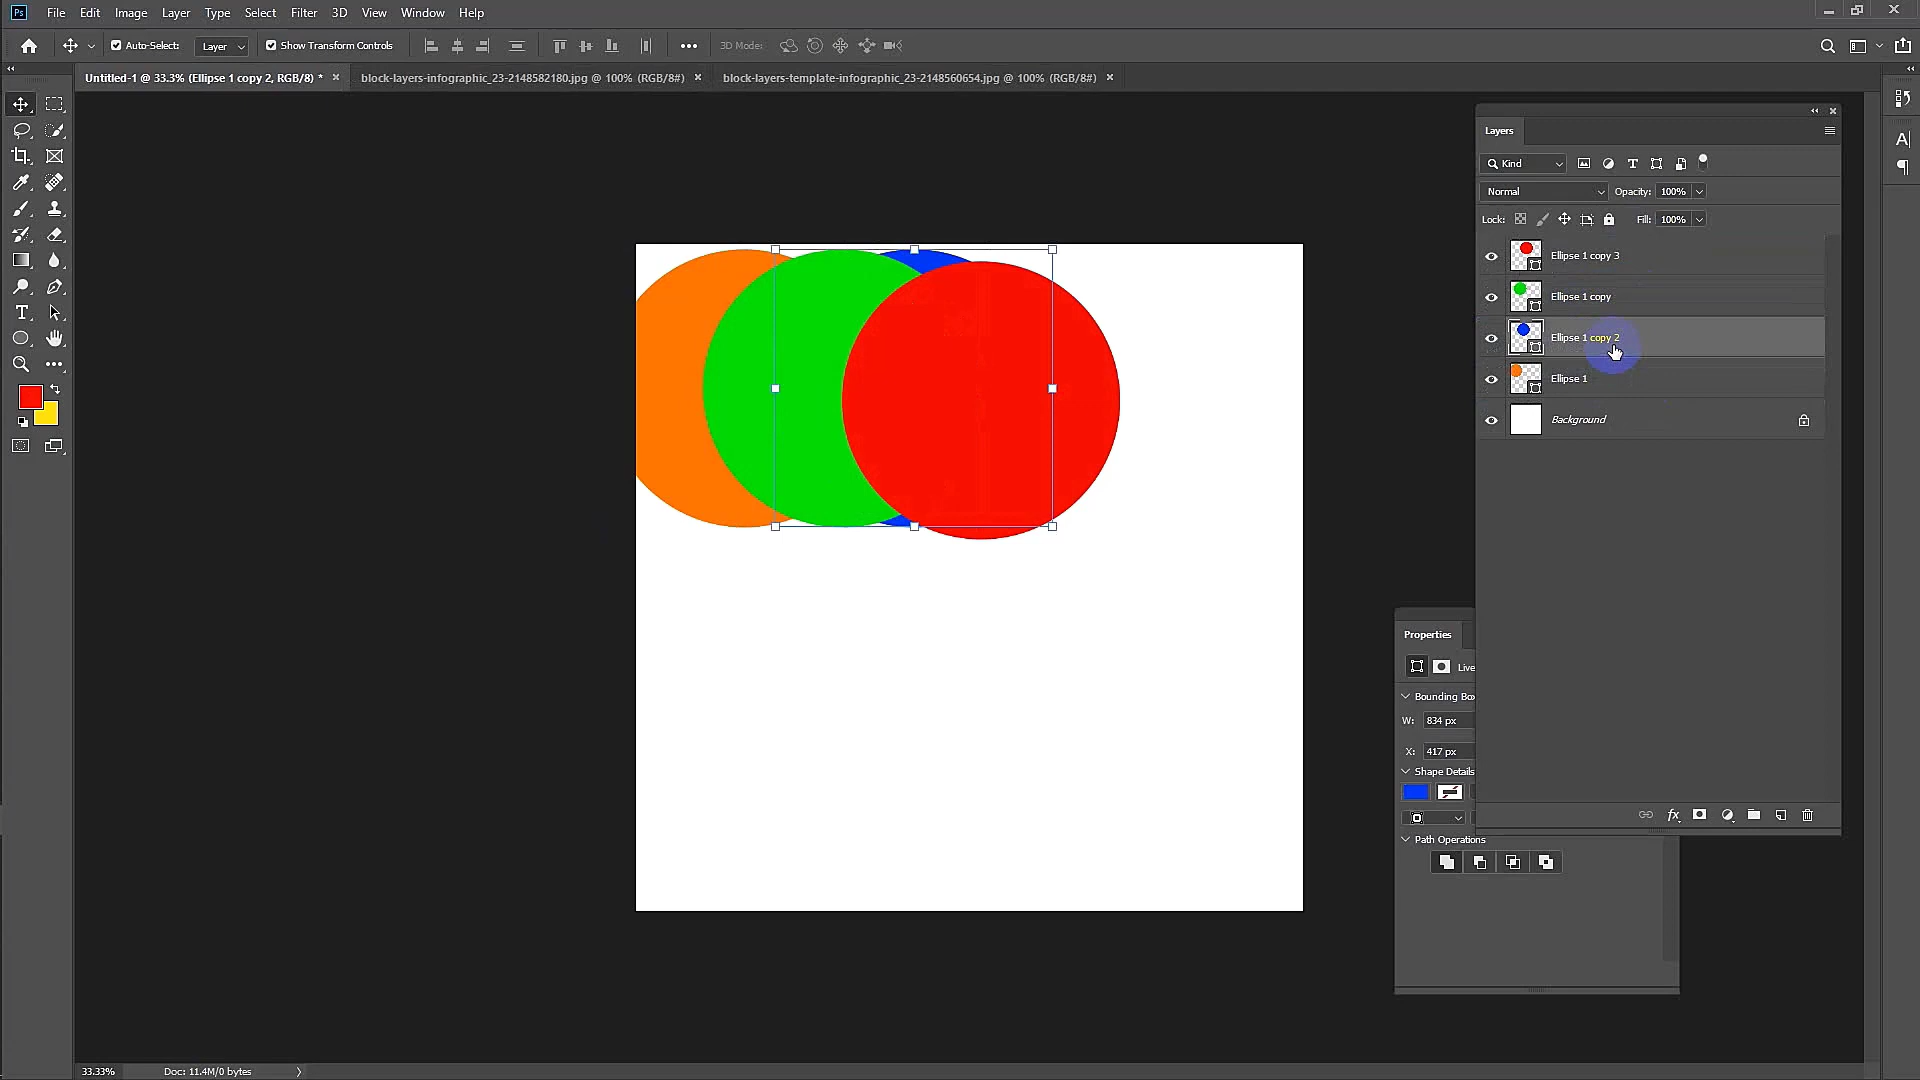 Ps File Edit Image Layer Type Select Filter 3D View Window Help
Auto-Select: Layer Show Transform Controls 3D Mode:
Untitled-1 @ 33.3% (Ellipse 1 copy 2, RGB/8) * block-layers-infographic_23-2148582180.jpg @ 100% (RGB/8#) block-layers-template-infographic_23-2148560654.jpg @ 100% (RGB/8#)
Layers
Kind
Normal Opacity: 100%
Lock: Fill: 100%
Ellipse 1 copy 3
Ellipse 1 copy
Ellipse 1 copy 2
Ellipse 1
Background
Properties
Live
Bounding Box
W: 834 px
X: 417 px
Shape Details
Path Operations
33.33% Doc: 11.4M/0 bytes